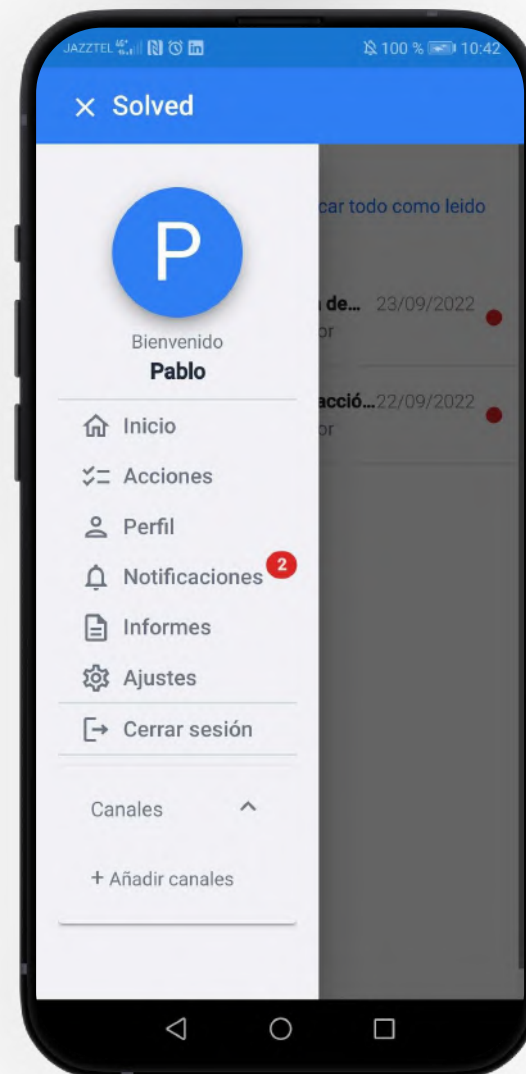 JAZZTEL 100 % 10:42
× Solved
P
car todo como leido
Bienvenido
Pablo
de... 23/09/2022
or
acció...22/09/2022
or
Inicio
Acciones
Perfil
Notificaciones 2
Informes
Ajustes
Cerrar sesión
Canales
+ Añadir canales